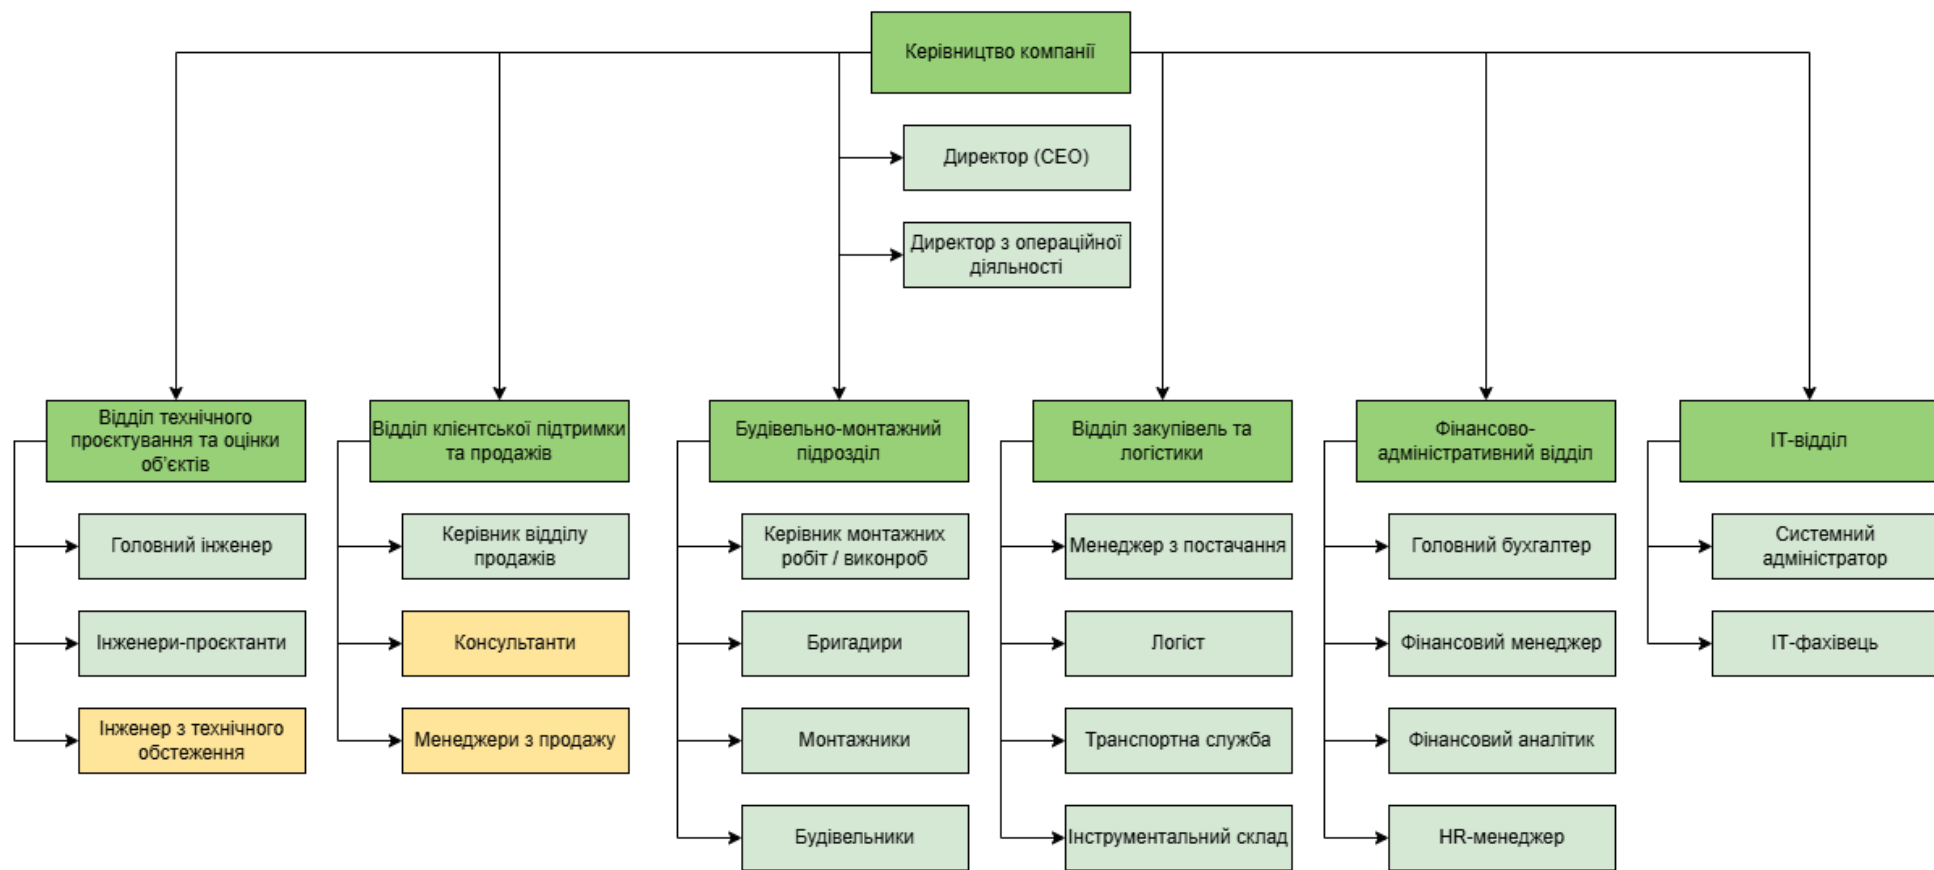 Керівництво компанії
Директор (CEO)
Директор з операційної
діяльності
Відділ технічного
проєктування та оцінки
об'єктів
Головний інженер
Інженери-проєктанти
Інженер з технічного
обстеження
Відділ клієнтської підтримки
та продажів
Керівник відділу
продажів
Консультанти
Менеджери з продажу
Будівельно-монтажний
підрозділ
Керівник монтажних
робіт / виконроб
Бригадири
Монтажники
Будівельники
Відділ закупівель та
логістики
Менеджер з постачання
Логіст
Транспортна служба
Інструментальний склад
Фінансово-
адміністративний відділ
Головний бухгалтер
Фінансовий менеджер
Фінансовий аналітик
HR-менеджер
ІТ-відділ
Системний
адміністратор
ІТ-фахівець